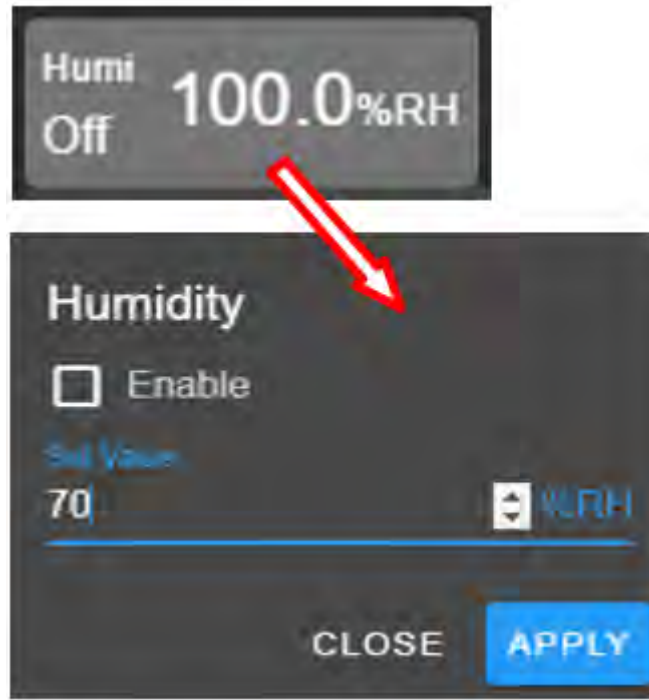 Humi
100.0%RH
Off
Humidity
Enable
Set Value
70
%RH
CLOSE
APPLY